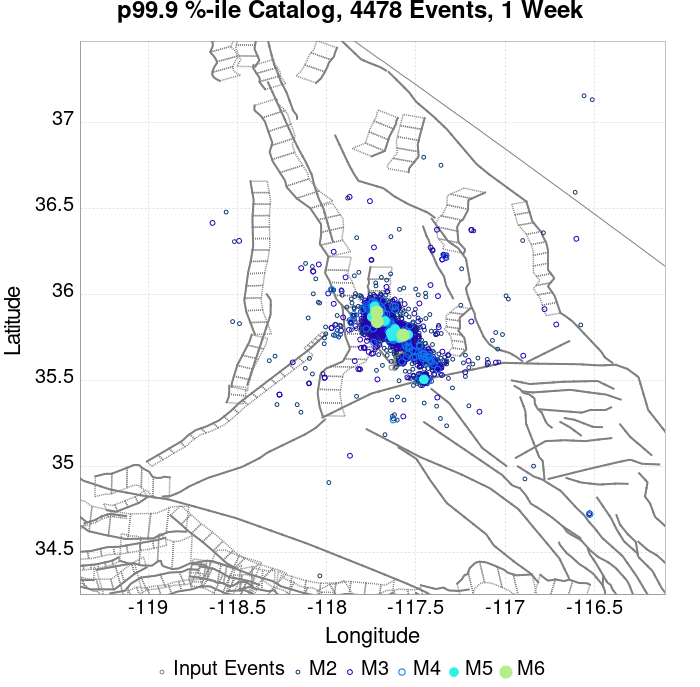 p99.9 %-ile Catalog, 4478 Events, 1 Week
37
36.5
36
35.5
35
34.5
Latitude
-119
-118.5
-118
-117.5
-117
-116.5
Longitude
Input Events
M2
M3
M4
M5
M6